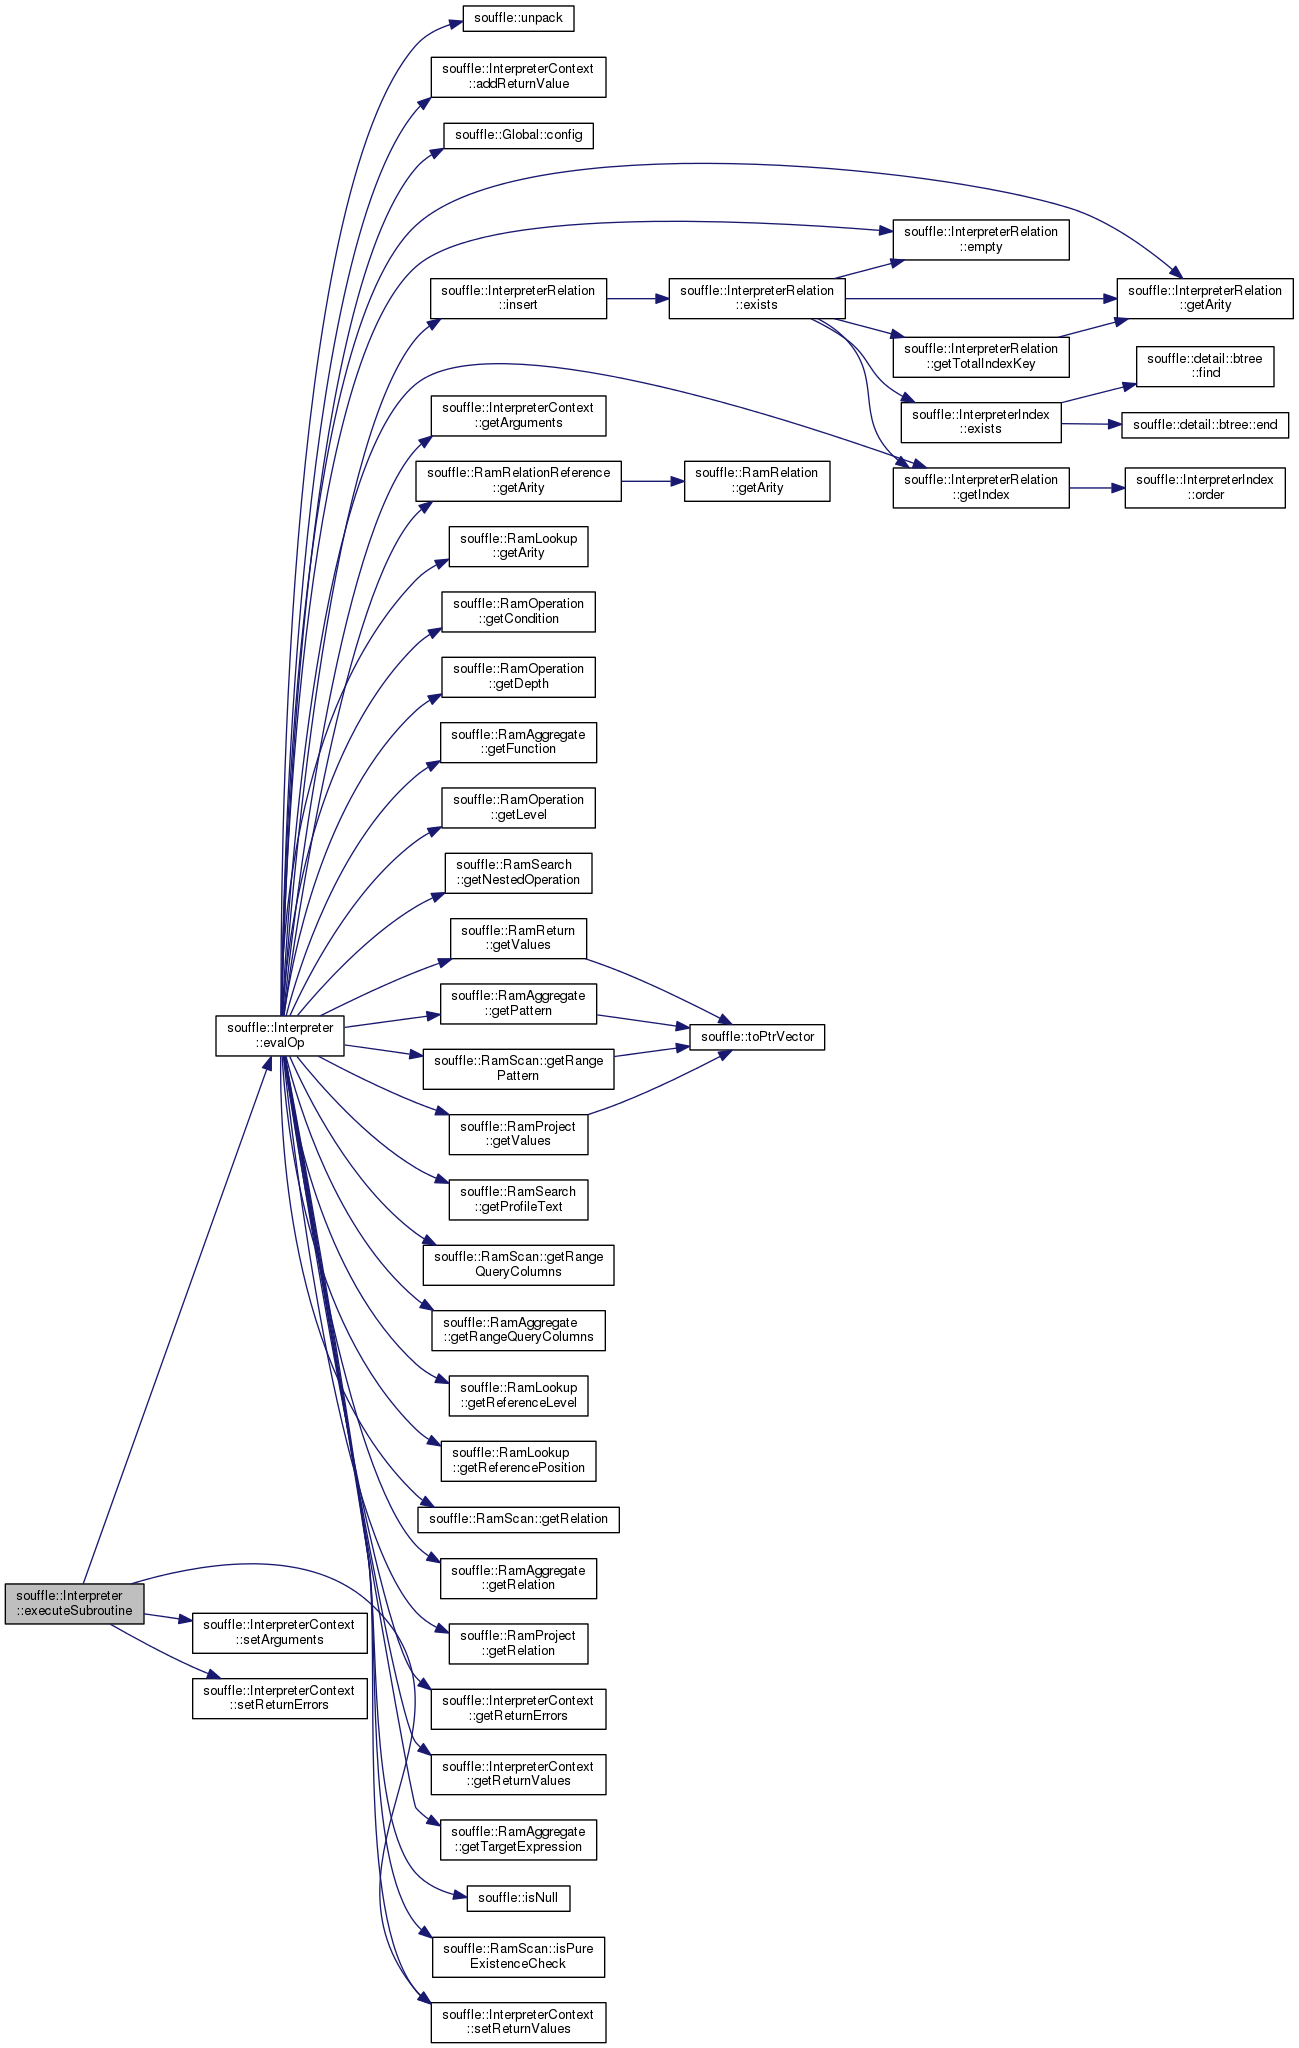 souffle::unpack
souffle::InterpreterContext
::addReturnValue
souffle::Global::config
souffle::InterpreterRelation
::empty
souffle::InterpreterRelation
::insert
souffle::InterpreterRelation
::exists
souffle::InterpreterRelation
::getArity
souffle::InterpreterRelation
::getTotalIndexKey
souffle::detail::btree
::find
souffle::InterpreterContext
::getArguments
souffle::InterpreterIndex
::exists
souffle::detail::btree::end
souffle::RamRelationReference
::getArity
souffle::RamRelation
::getArity
souffle::InterpreterRelation
::getIndex
souffle::InterpreterIndex
::order
souffle::RamLookup
::getArity
souffle::RamOperation
::getCondition
souffle::RamOperation
::getDepth
souffle::RamAggregate
::getFunction
souffle::RamOperation
::getLevel
souffle::RamSearch
::getNestedOperation
souffle::RamReturn
::getValues
souffle::RamAggregate
::getPattern
souffle::Interpreter
::evalOp
souffle::toPtrVector
souffle::RamScan::getRange
Pattern
souffle::RamProject
::getValues
souffle::RamSearch
::getProfileText
souffle::RamScan::getRange
QueryColumns
souffle::RamAggregate
::getRangeQueryColumns
souffle::RamLookup
::getReferenceLevel
souffle::RamLookup
::getReferencePosition
souffle::RamScan::getRelation
souffle::RamAggregate
::getRelation
souffle::Interpreter
::executeSubroutine
souffle::InterpreterContext
::setArguments
souffle::RamProject
::getRelation
souffle::InterpreterContext
::setReturnErrors
souffle::InterpreterContext
::getReturnErrors
souffle::InterpreterContext
::getReturnValues
souffle::RamAggregate
::getTargetExpression
souffle::isNull
souffle::RamScan::isPure
ExistenceCheck
souffle::InterpreterContext
::setReturnValues